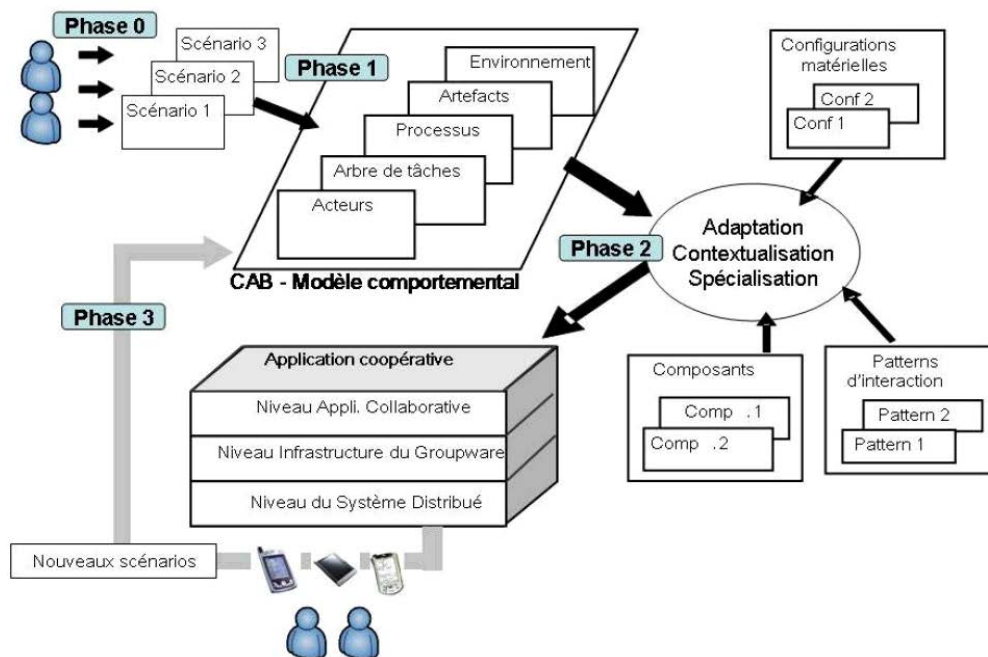 Phase 0
Scénario 3
Scénario 2
Scénario 1
Phase 1
Environnement
Artefacts
Processus
Arbre de tâches
Acteurs
CAB - Modèle comportemental
Configurations
matérielles
Conf 2
Conf 1
Phase 2
Adaptation
Contextualisation
Spécialisation
Phase 3
Application coopérative
Niveau Appli. Collaborative
Niveau Infrastructure du Groupware
Niveau du Système Distribué
Composants
Comp .1
Comp .2
Patterns
d'interaction
Pattern 2
Pattern 1
Nouveaux scénarios